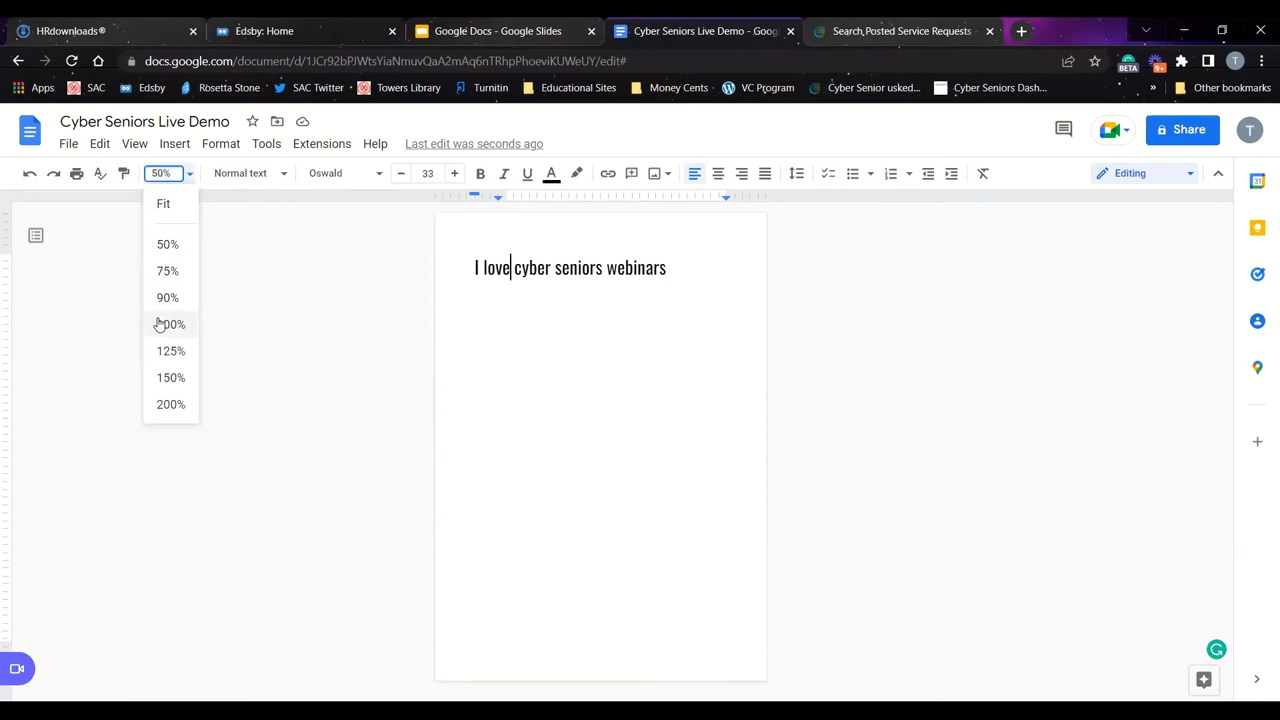 HRdownloads®
Edsby: Home
Google Docs - Google Slides
Cyber Seniors Live Demo - Goog
Search Posted Service Requests
docs.google.com/document/d/1JCr92bPJWtsYiaNmuvQaA2StAq6nTRhpPhoeviKUWeUY/edit#
BETA
9+
T
Apps
SAC
Edsby
Rosetta Stone
SAC Twitter
Towers Library
Turnitin
Educational Sites
Money Cents
VC Program
Cyber Senior usked...
Cyber Seniors Dash...
»
Other bookmarks
Cyber Seniors Live Demo
Share
T
File
Edit
View
Insert
Format
Tools
Extensions
Help
Last edit was seconds ago
50%
Normal text
Oswald
33
B
I
U
A
Editing
31
Fit
50%
75%
90%
125%
150%
200%
I love cyber seniors webinars